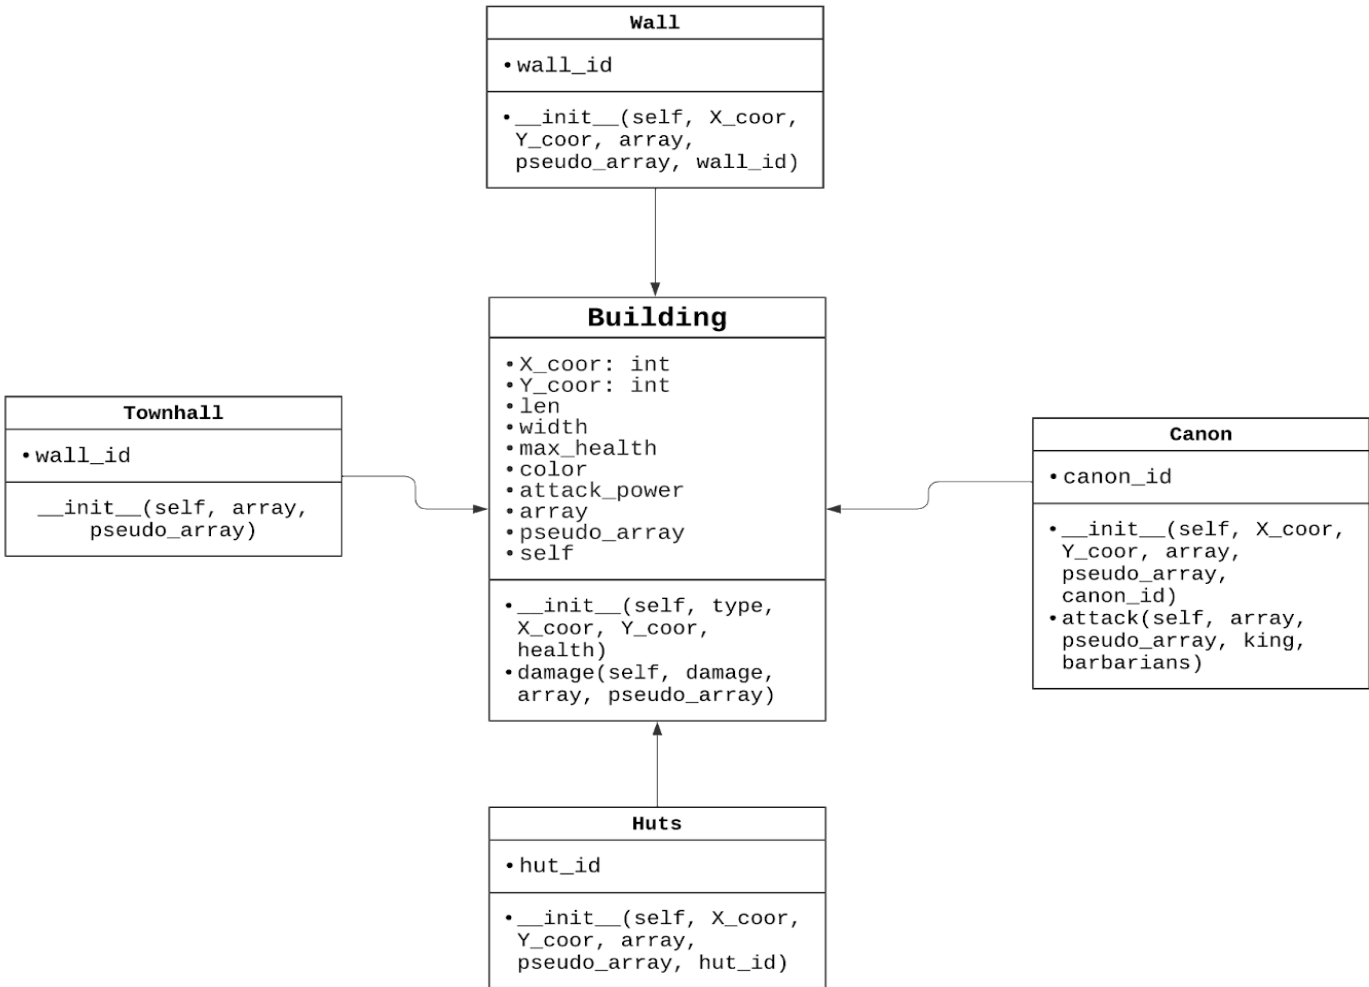 Wall
• wall_id
• __init__(self, X_coor,
Y_coor, array,
pseudo_array, wall_id)
Building
• X_coor: int
• Y_coor: int
• len
• width
• max_health
• color
• attack_power
• array
• pseudo_array
• self
• __init__(self, type,
X_coor, Y_coor,
health)
• damage(self, damage,
array, pseudo_array)
Townhall
• wall_id
__init__(self, array,
pseudo_array)
Canon
• canon_id
• __init__(self, X_coor,
Y_coor, array,
pseudo_array,
canon_id)
• attack(self, array,
pseudo_array, king,
barbarians)
Huts
• hut_id
• __init__(self, X_coor,
Y_coor, array,
pseudo_array, hut_id)